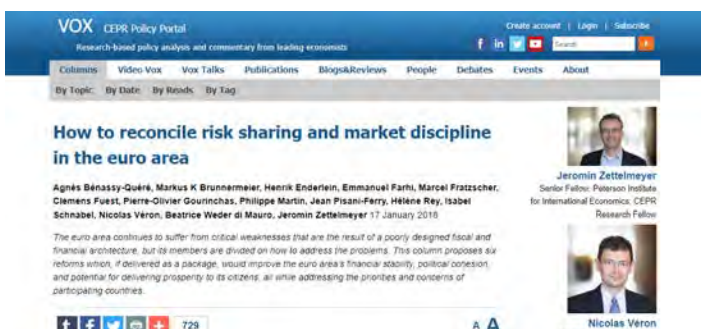 VOX CEPR Policy Portal
Create account | Login | Subscribe
Research-based policy analysis and commentary from leading economists
f in Search
Columns Video Vox Vox Talks Publications Blogs&Reviews People Debates Events About
By Topic By Date By Reads By Tag
How to reconcile risk sharing and market discipline
in the euro area
Agnès Bénassy-Quéré, Markus K Brunnermeier, Henrik Enderlein, Emmanuel Farhi, Marcel Fratzscher,
Clemens Fuest, Pierre-Olivier Gourinchas, Philippe Martin, Jean Pisani-Ferry, Hélène Rey, Isabel
Schnabel, Nicolas Véron, Beatrice Weder di Mauro, Jeromin Zettelmeyer 17 January 2018
The euro area continues to suffer from critical weaknesses that are the result of a poorly designed fiscal and
financial architecture, but its members are divided on how to address the problems. This column proposes six
reforms which, if delivered as a package, would improve the euro area's financial stability, political cohesion,
and potential for delivering prosperity to its citizens, all while addressing the priorities and concerns of
participating countries.
t f + 729 A A
Jeromin Zettelmeyer
Senior Fellow, Peterson Institute
for International Economics; CEPR
Research Fellow
Nicolas Véron